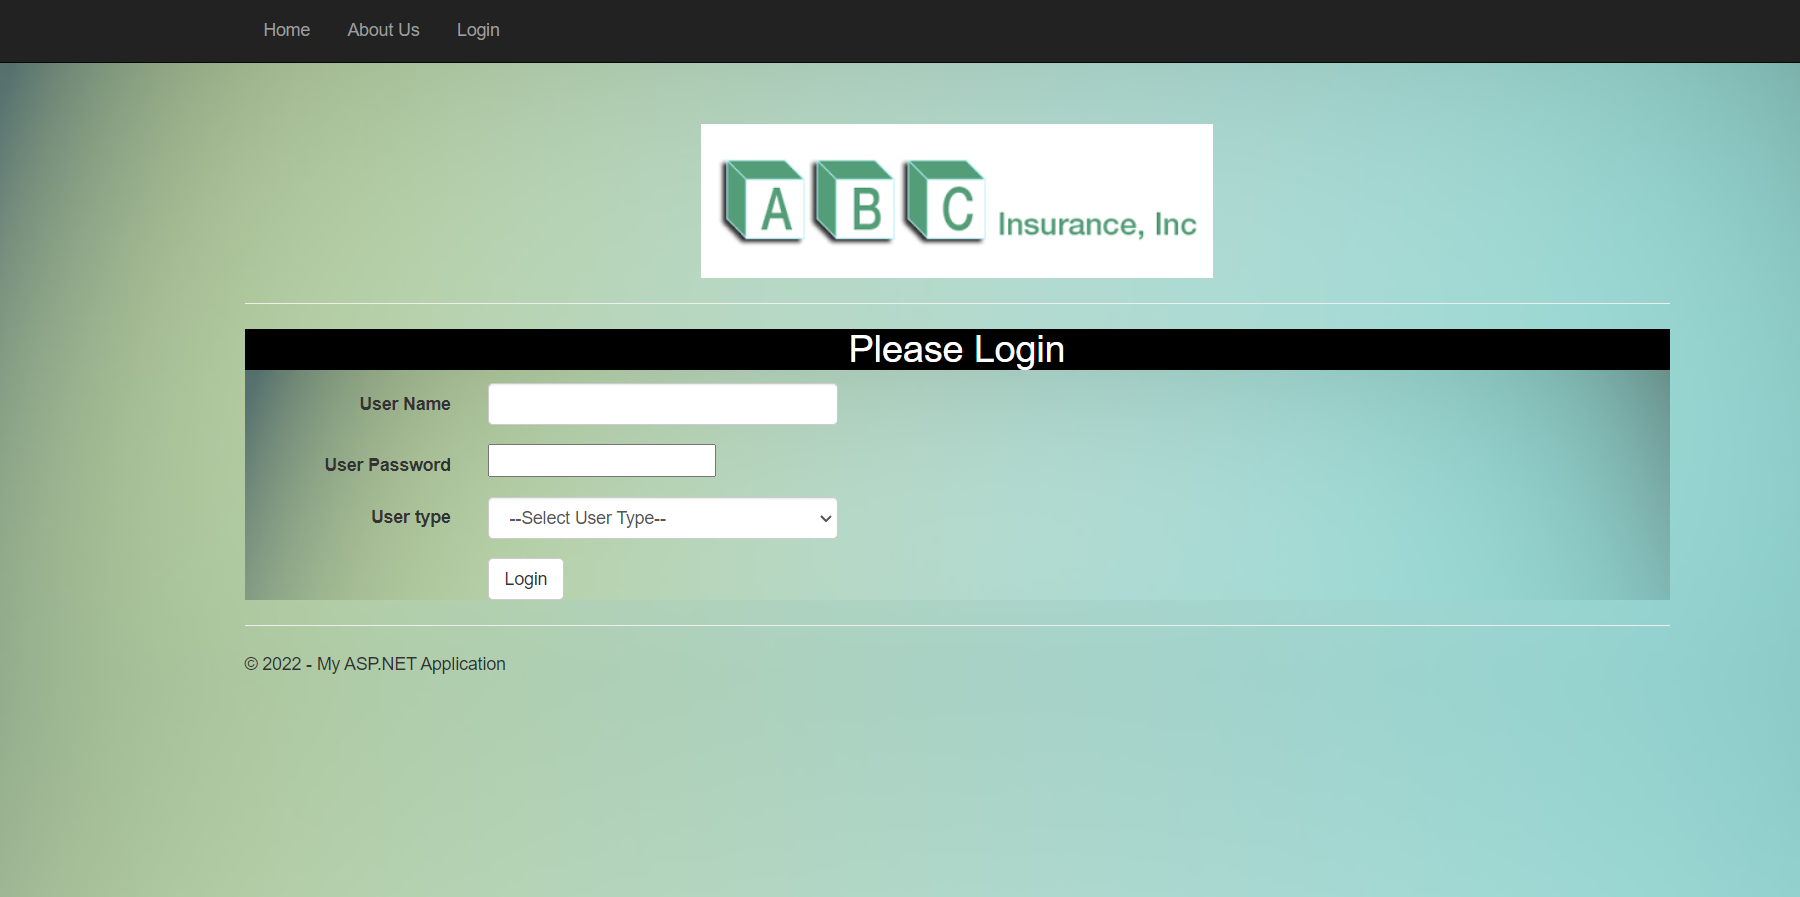 Home About Us Login
A B C Insurance, Inc
Please Login
User Name
User Password
User type --Select User Type--
Login
© 2022 - My ASP.NET Application